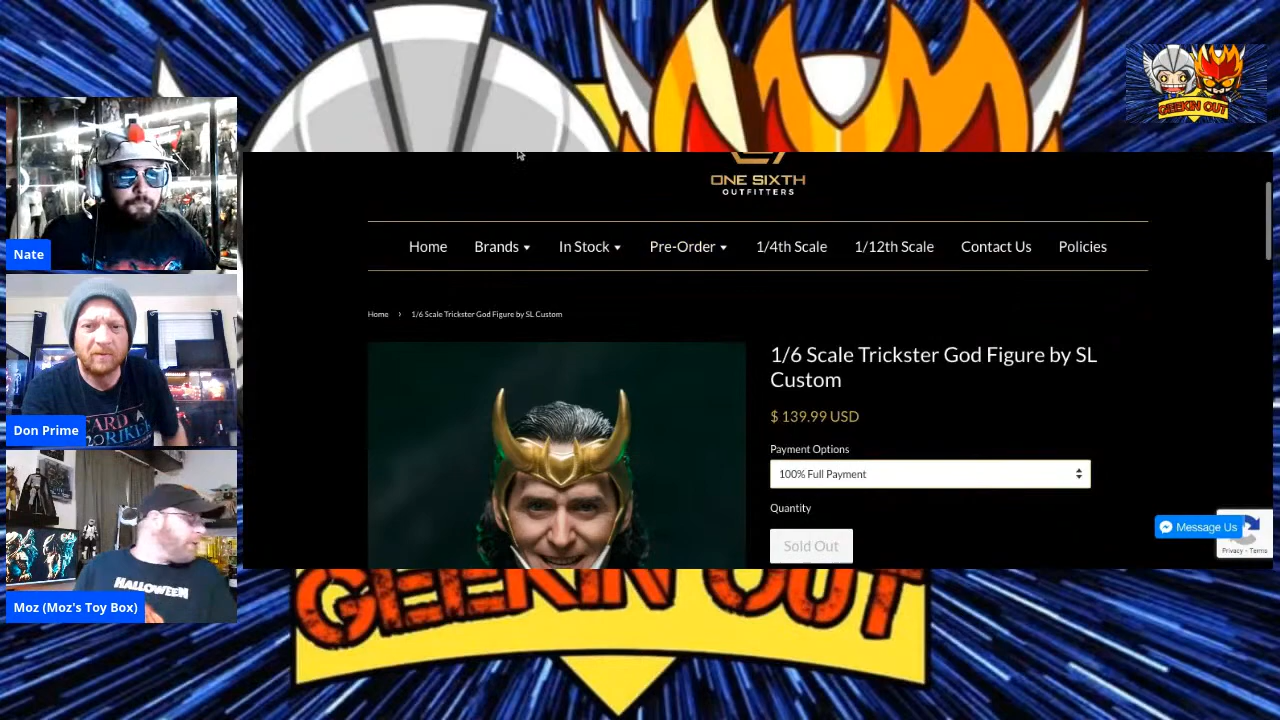 GEEKIN OUT
Nate
ONE SIXTH
OUTFITTERS
Home Brands In Stock Pre-Order 1/4th Scale 1/12th Scale Contact Us Policies
Home › 1/6 Scale Trickster God Figure by SL Custom
1/6 Scale Trickster God Figure by SL
Custom
$ 139.99 USD
Don Prime
Payment Options
100% Full Payment
Quantity
Sold Out
Message Us
Privacy - Terms
HALLOWEEN
Moz (Moz's Toy Box)
GEEKIN OUT